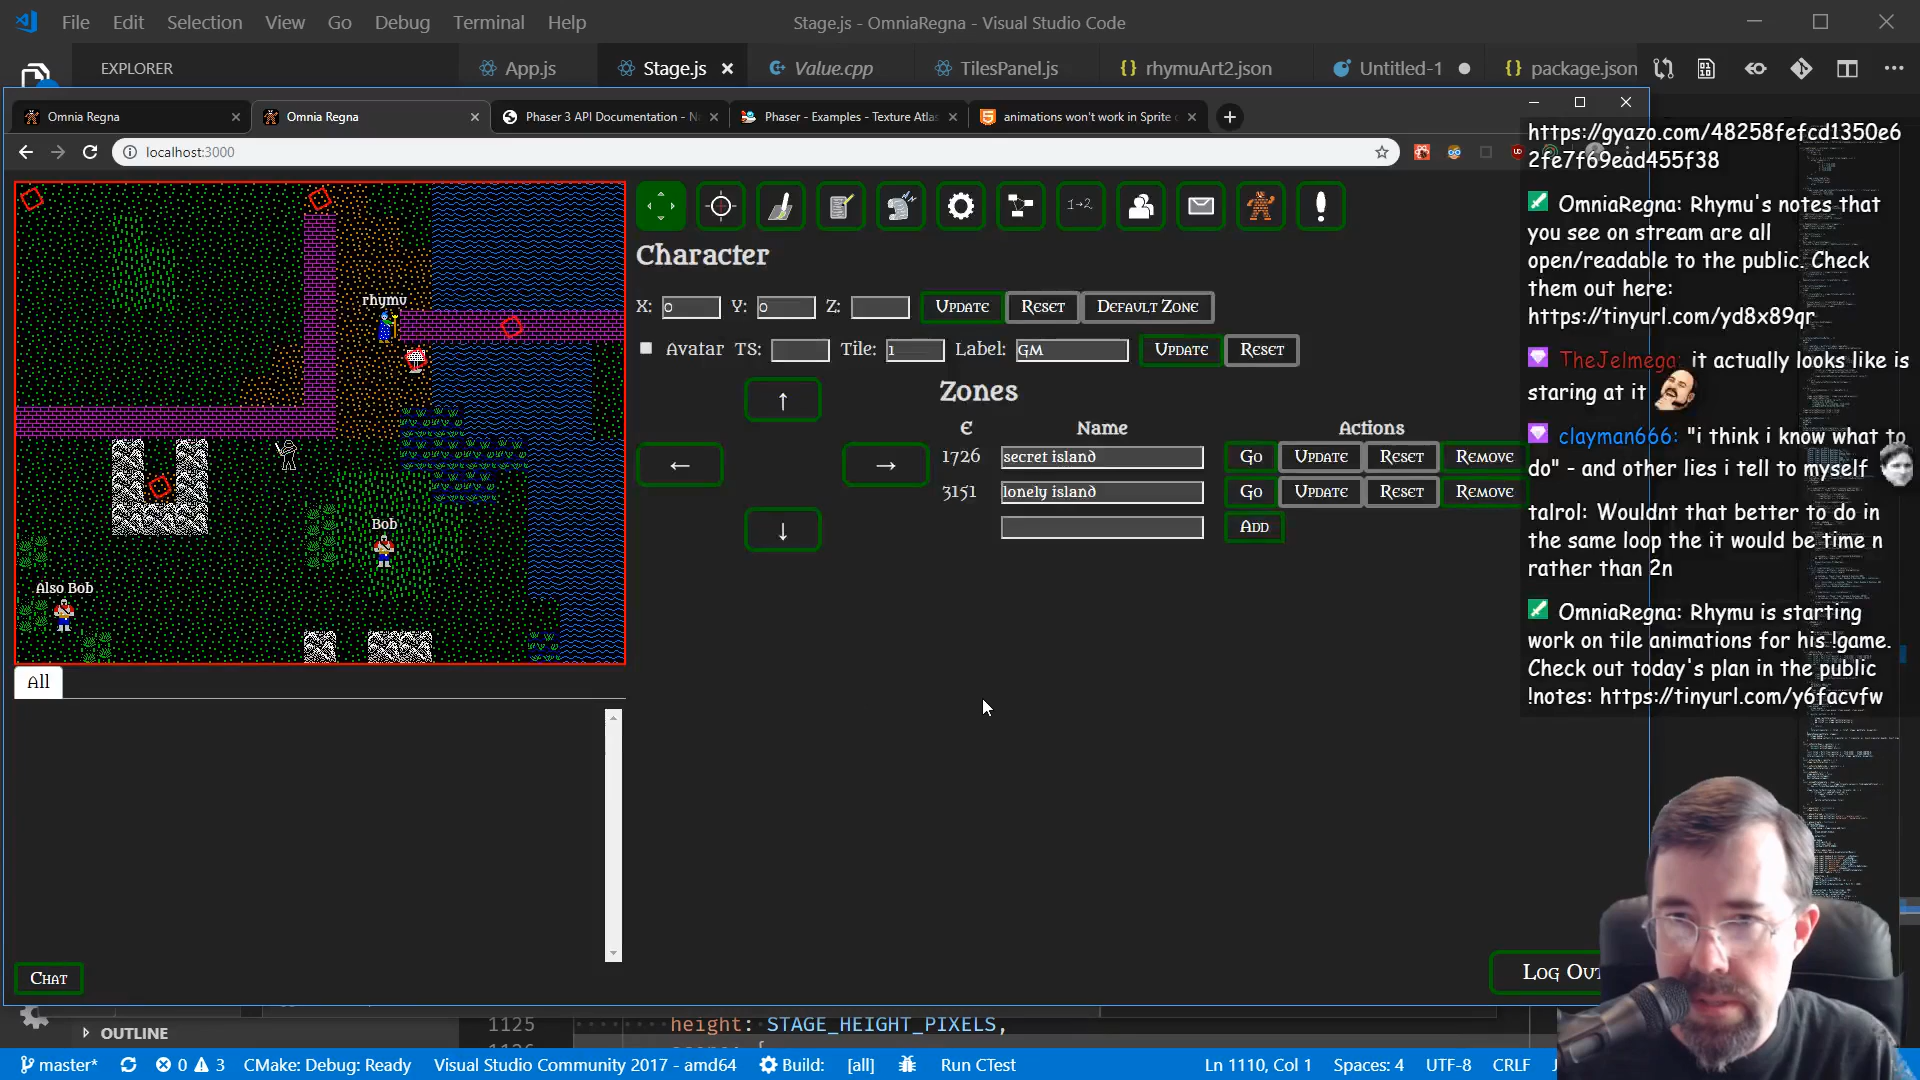 File Edit Selection View Go Debug Terminal Help
Stage.js - OmniaRegna - Visual Studio Code
EXPLORER
App.js
Stage.js
Value.cpp
TilesPanel.js
rhymuArt2.json
Untitled-1
package.json
Omnia Regna
Omnia Regna
Phaser 3 API Documentation - N
Phaser - Examples - Texture Atlas
animations won't work in Sprite c
localhost:3000
rhymu
Bob
Also Bob
1→2
Character
X: 0 Y: 0 Z: Update Reset Default Zone
Avatar TS: Tile: 1 Label: GM Update Reset
↑
←
→
↓
Zones
Є Name Actions
1726 secret island Go Update Reset Remove
3151 lonely island Go Update Reset Remove
Add
All
Chat
Log Out
https://gyazo.com/48258fefcd1350e6
2fe7f69ead455f38
OmniaRegna: Rhymu's notes that
you see on stream are all
open/readable to the public. Check
them out here:
https://tinyurl.com/yd8x89qr
TheJelmega: it actually looks like is
staring at it
clayman666: "i think i know what to
do" - and other lies i tell to myself
talrol: Wouldnt that better to do in
the same loop the it would be time n
rather than 2n
OmniaRegna: Rhymu is starting
work on tile animations for his !game.
Check out today's plan in the public
!notes: https://tinyurl.com/y6facvfw
OUTLINE
1125 height: STAGE_HEIGHT_PIXELS,
master* 0 3 CMake: Debug: Ready Visual Studio Community 2017 - amd64 Build: [all] Run CTest Ln 1110, Col 1 Spaces: 4 UTF-8 CRLF